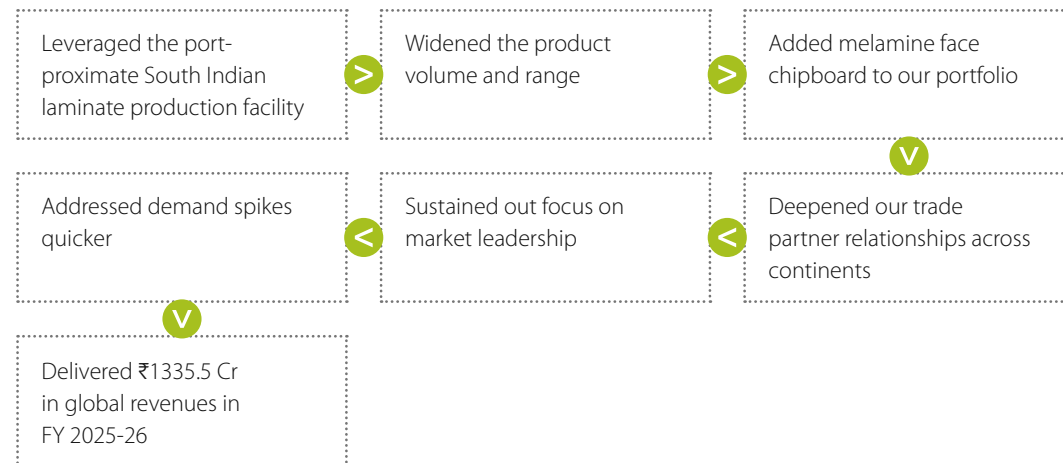 Leveraged the port-
proximate South Indian
laminate production facility
>
Widened the product
volume and range
>
Added melamine face
chipboard to our portfolio
>
Deepened our trade
partner relationships across
continents
<
Sustained out focus on
market leadership
<
Addressed demand spikes
quicker
>
Delivered ₹1335.5 Cr
in global revenues in
FY 2025-26